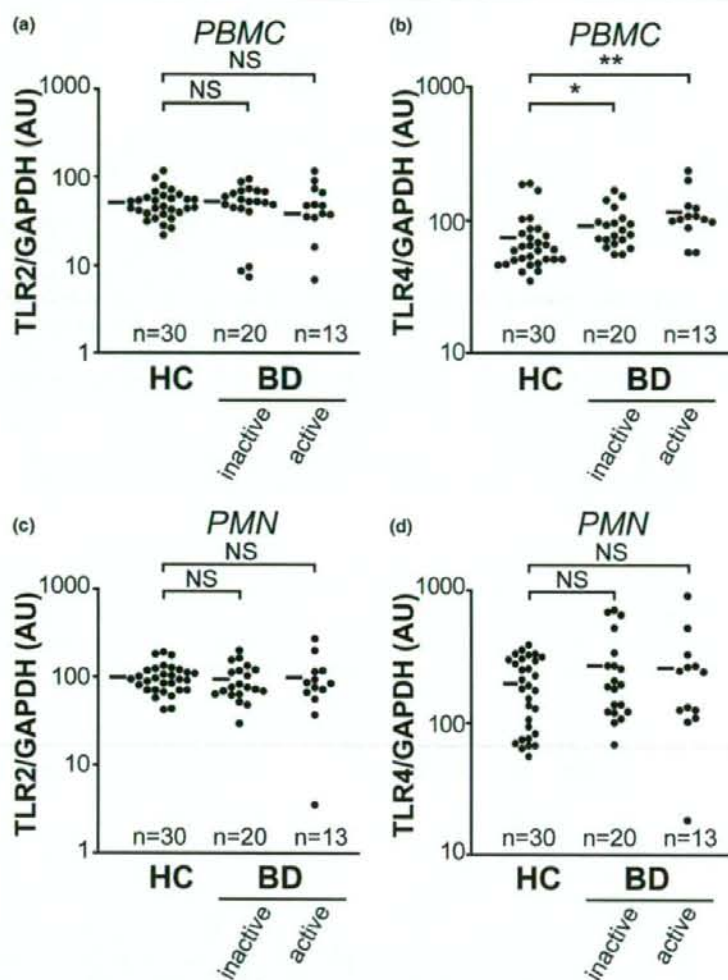 (a)
PBMC
NS
NS
TLR2/GAPDH (AU)
1000
100
10
1
n=30 n=20 n=13
HC BD
inactive active
(b)
PBMC
**
*
TLR4/GAPDH (AU)
1000
100
10
n=30 n=20 n=13
HC BD
inactive active
(c)
PMN
NS
NS
TLR2/GAPDH (AU)
1000
100
10
1
n=30 n=20 n=13
HC BD
inactive active
(d)
PMN
NS
NS
TLR4/GAPDH (AU)
1000
100
10
n=30 n=20 n=13
HC BD
inactive active